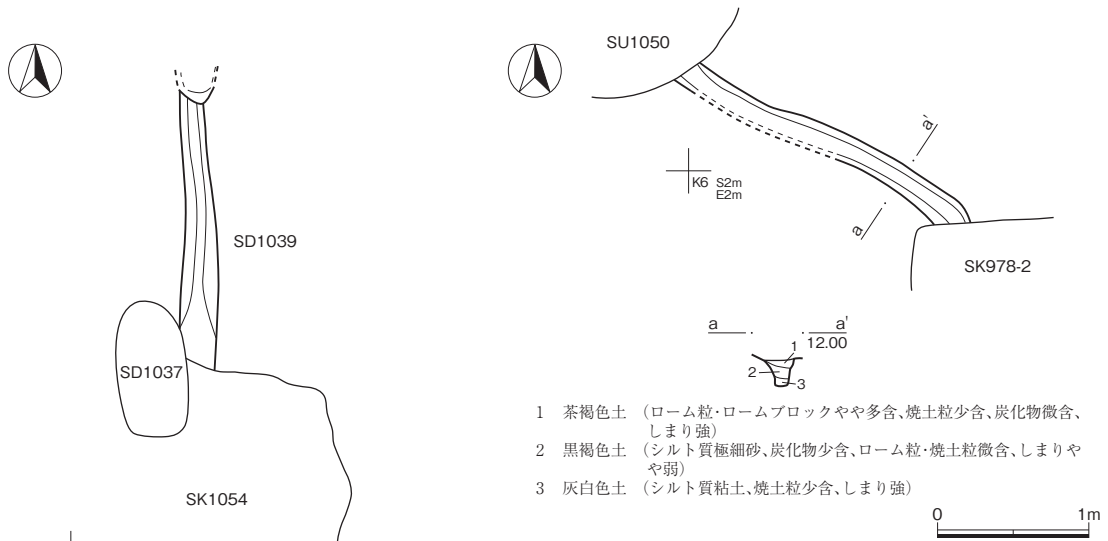 SU1050
SD1039
K6 S2m
E2m
a'
a
SK978-2
SD1037
SK1054
a a'
12.00
1
2
3
1 茶褐色土 (ローム粒・ロームブロックやや多含、焼土粒少含、炭化物微含、
しまり強)
2 黒褐色土 (シルト質極細砂、炭化物少含、ローム粒・焼土粒微含、しまりや
や弱)
3 灰白色土 (シルト質粘土、焼土粒少含、しまり強)
0 1m